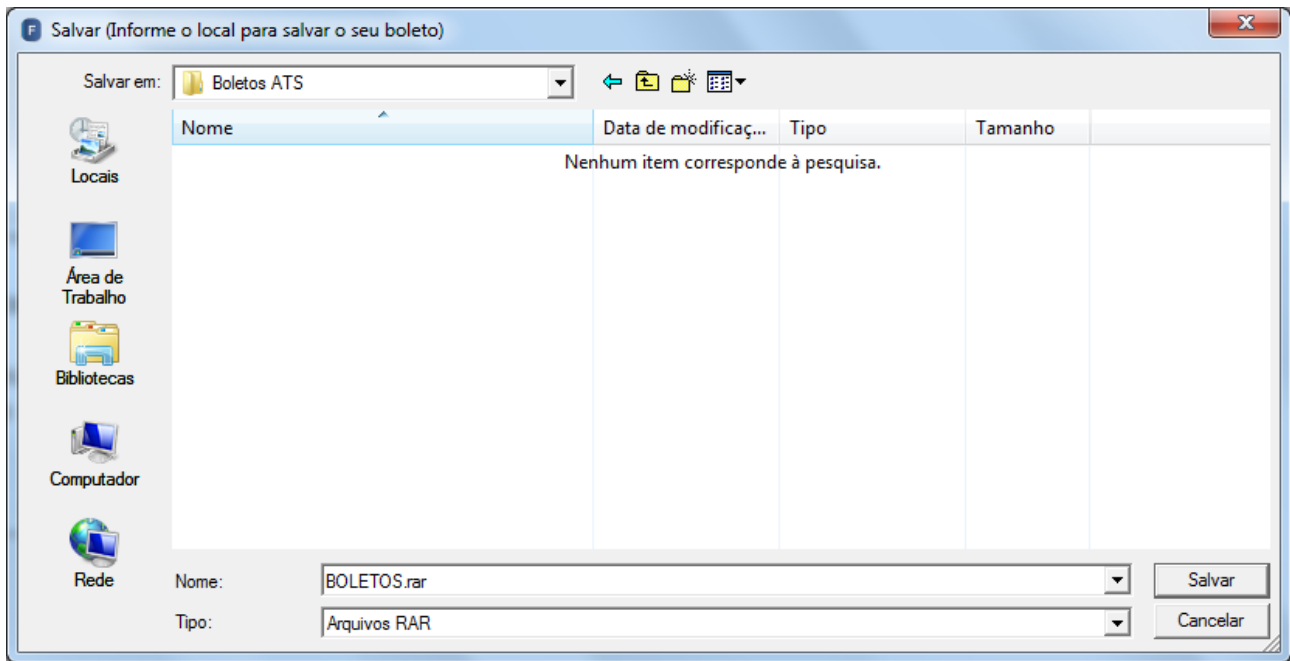 F Salvar (Informe o local para salvar o seu boleto) X
Salvar em: Boletos ATS
Nome Data de modificaç... Tipo Tamanho
Nenhum item corresponde à pesquisa.
Locais
Área de
Trabalho
Bibliotecas
Computador
Rede
Nome: BOLETOS.rar Salvar
Tipo: Arquivos RAR Cancelar